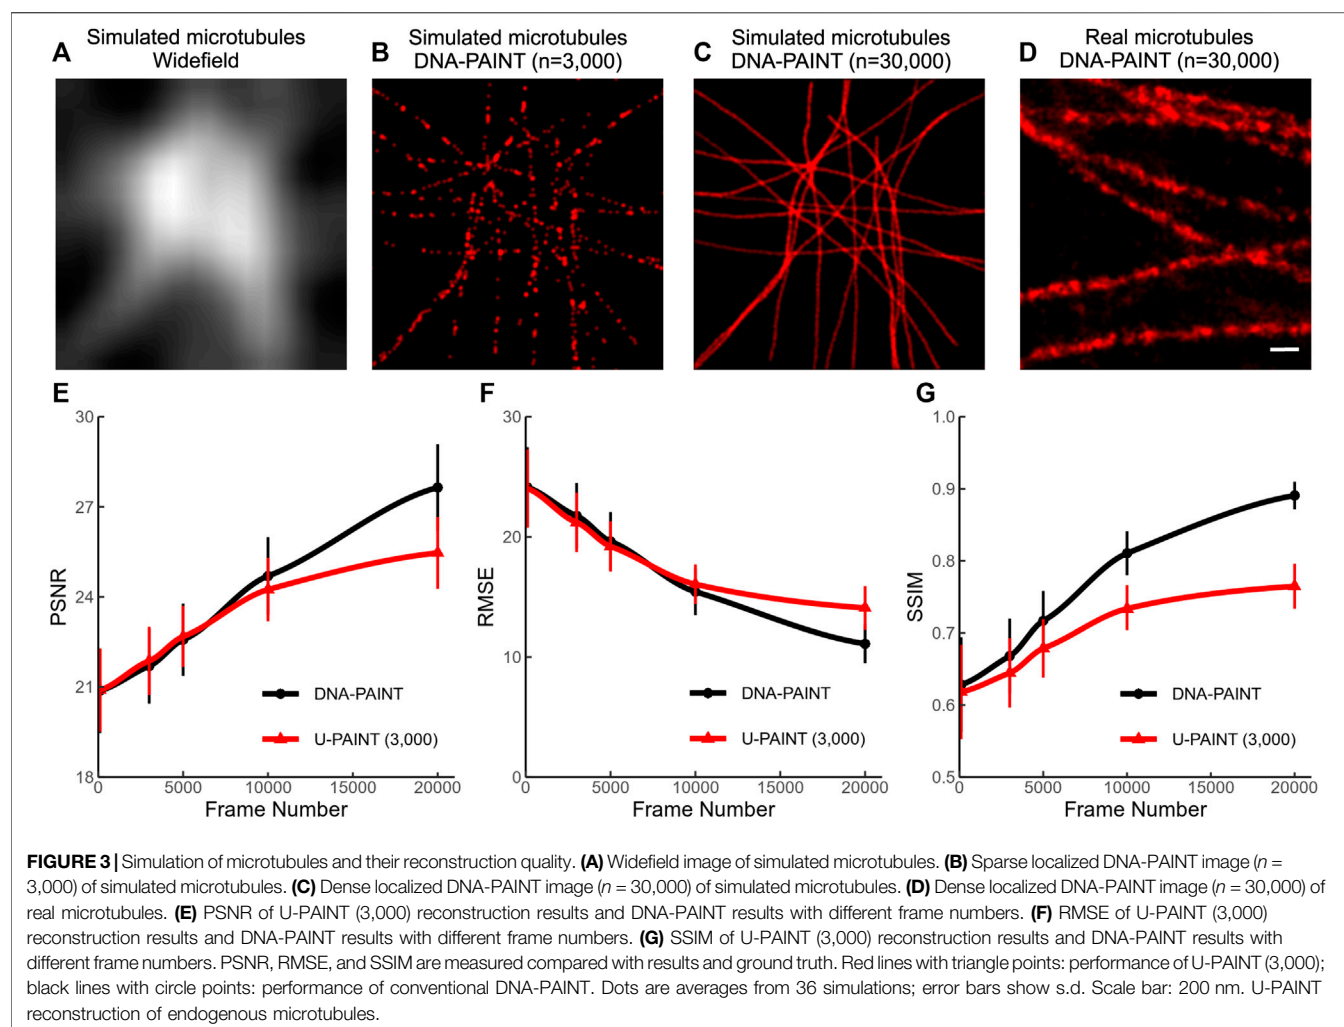 A
Simulated microtubules
Widefield
B
Simulated microtubules
DNA-PAINT (n=3,000)
C
Simulated microtubules
DNA-PAINT (n=30,000)
D
Real microtubules
DNA-PAINT (n=30,000)
E
30
27
24
21
18
PSNR
DNA-PAINT
U-PAINT (3,000)
0 5000 10000 15000 20000
Frame Number
F
30
20
10
0
RMSE
DNA-PAINT
U-PAINT (3,000)
0 5000 10000 15000 20000
Frame Number
G
1.0
0.9
0.8
0.7
0.6
0.5
SSIM
DNA-PAINT
U-PAINT (3,000)
0 5000 10000 15000 20000
Frame Number
FIGURE 3 | Simulation of microtubules and their reconstruction quality. (A) Widefield image of simulated microtubules. (B) Sparse localized DNA-PAINT image (n =
3,000) of simulated microtubules. (C) Dense localized DNA-PAINT image (n = 30,000) of simulated microtubules. (D) Dense localized DNA-PAINT image (n = 30,000) of
real microtubules. (E) PSNR of U-PAINT (3,000) reconstruction results and DNA-PAINT results with different frame numbers. (F) RMSE of U-PAINT (3,000)
reconstruction results and DNA-PAINT results with different frame numbers. (G) SSIM of U-PAINT (3,000) reconstruction results and DNA-PAINT results with
different frame numbers. PSNR, RMSE, and SSIM are measured compared with results and ground truth. Red lines with triangle points: performance of U-PAINT (3,000);
black lines with circle points: performance of conventional DNA-PAINT. Dots are averages from 36 simulations; error bars show s.d. Scale bar: 200 nm. U-PAINT
reconstruction of endogenous microtubules.